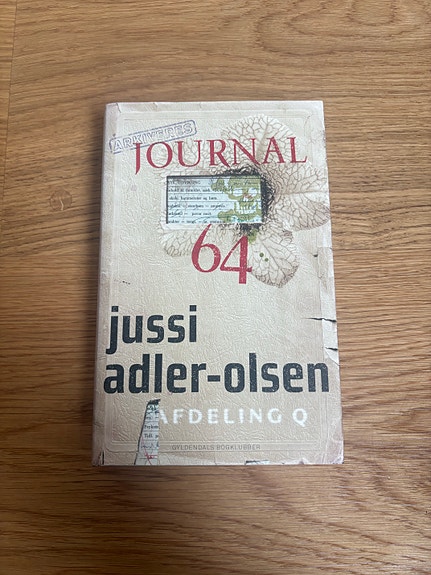 ARKIVERES
JOURNAL
64
jussi
adler-olsen
AFDELING Q
GYLDENDALS BOGKLUBBER